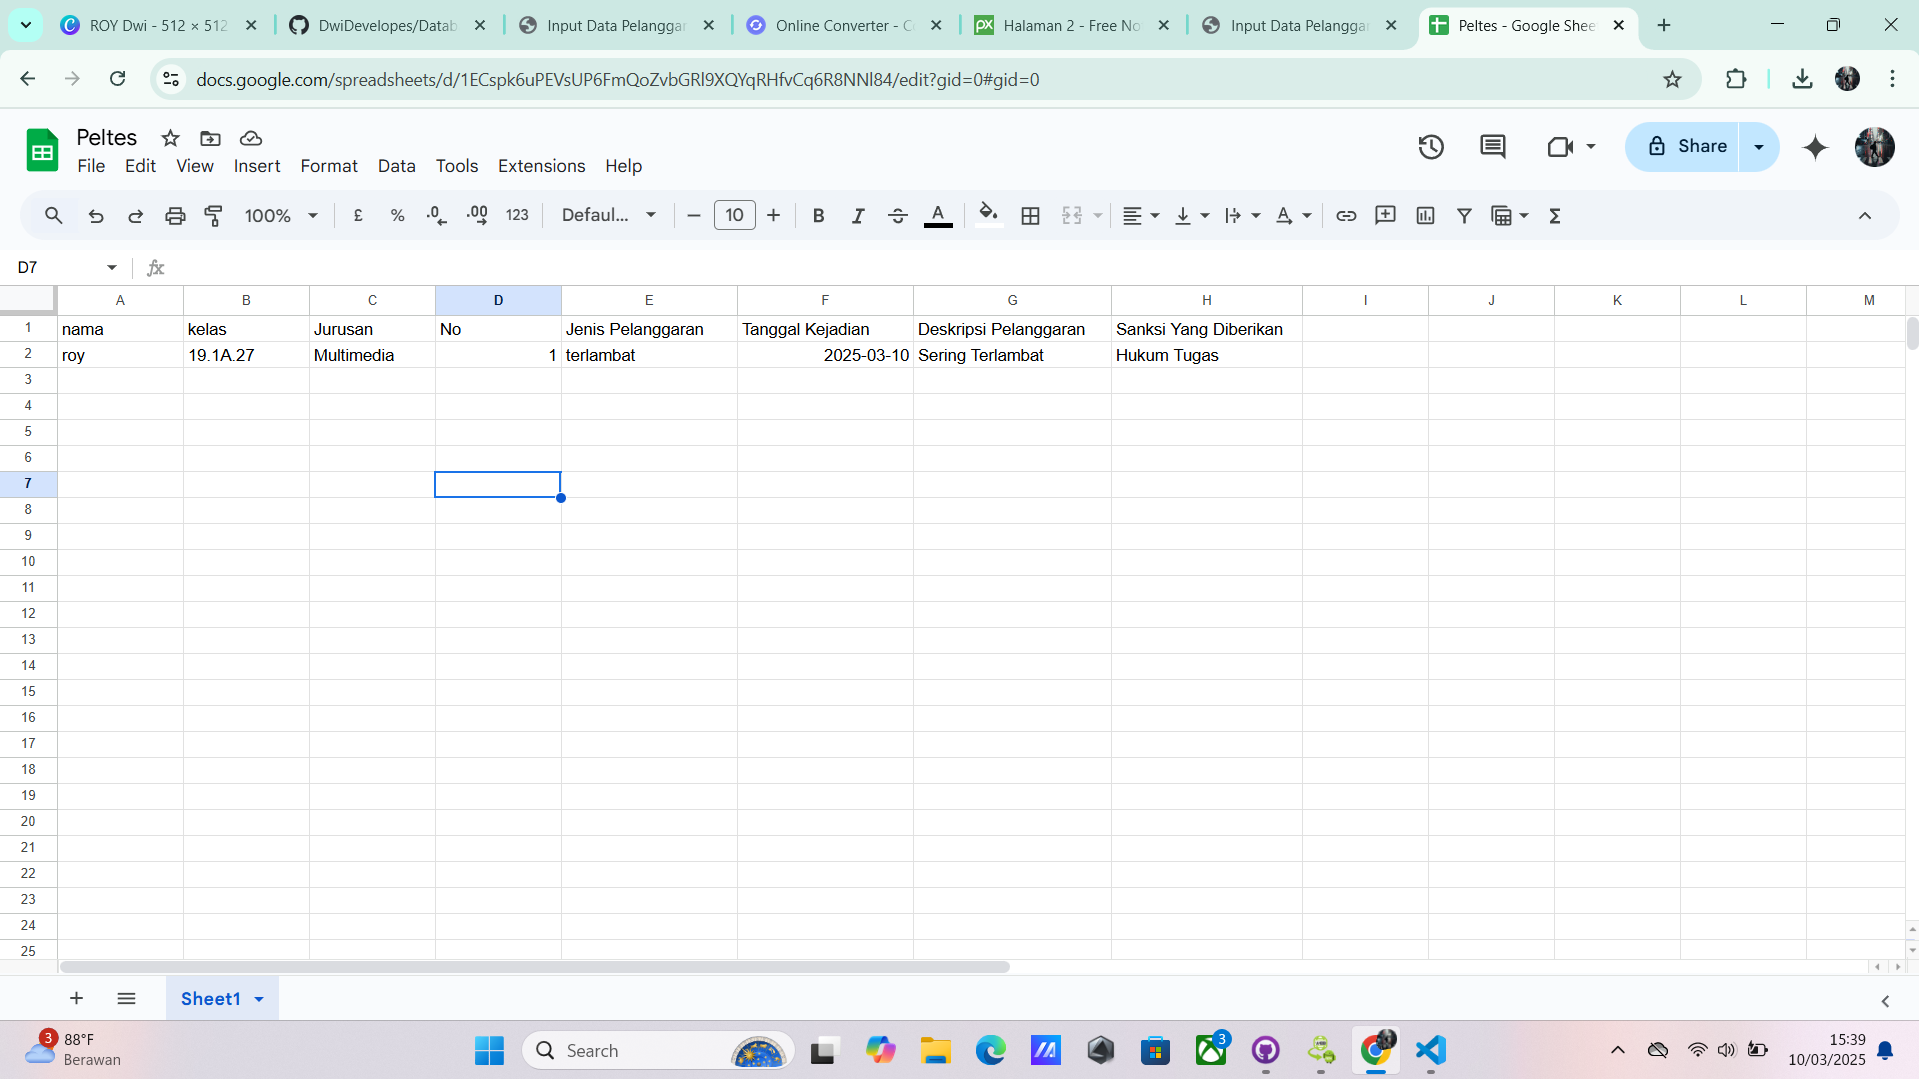 ROY Dwi - 512 × 512
DwiDevelopes/Datab
Input Data Pelanggar
Online Converter - C
Halaman 2 - Free No
Input Data Pelanggar
Peltes - Google Shee
docs.google.com/spreadsheets/d/1ECspk6uPEVsUP6FmQoZvbGRl9XQYqRHfvCq6R8NNl84/edit?gid=0#gid=0
Peltes
File Edit View Insert Format Data Tools Extensions Help
Share
100% £ % .0 .00 123 Defaul... 10 B I A
D7 fx
A B C D E F G H I J K L M
1 nama kelas Jurusan No Jenis Pelanggaran Tanggal Kejadian Deskripsi Pelanggaran Sanksi Yang Diberikan
2 roy 19.1A.27 Multimedia 1 terlambat 2025-03-10 Sering Terlambat Hukum Tugas
3
4
5
6
7
8
9
10
11
12
13
14
15
16
17
18
19
20
21
22
23
24
25
Sheet1
3 88°F
Berawan
Search
3
15:39
10/03/2025